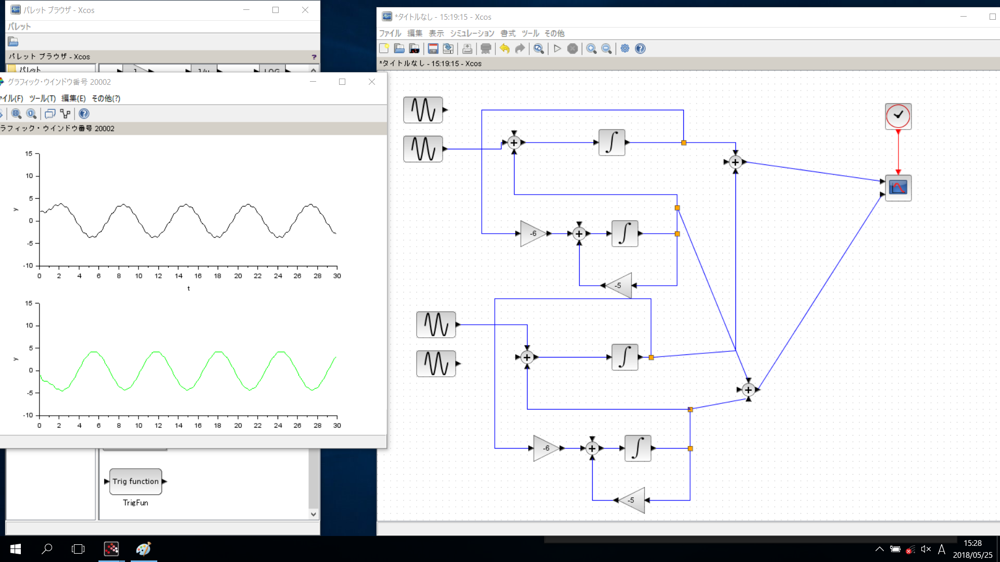 パレット ブラウザ - Xcos
パレット
パレット ブラウザ - Xcos
?
パレット
1
1/u
LOG
グラフィック・ウインドウ番号 20002
イル(F) ツール(T) 編集(E) その他(?)
ラフィック・ウインドウ番号 20002
15
10
5
0
-5
-10
y
0 2 4 6 8 10 12 14 16 18 20 22 24 26 28 30
t
15
10
5
0
-5
-10
y
0 2 4 6 8 10 12 14 16 18 20 22 24 26 28 30
Trig function
TrigFun
*タイトルなし - 15:19:15 - Xcos
ファイル 編集 表示 シミュレーション 書式 ツール その他
*タイトルなし - 15:19:15 - Xcos
-6
-5
-6
-5
A
15:28
2018/05/25